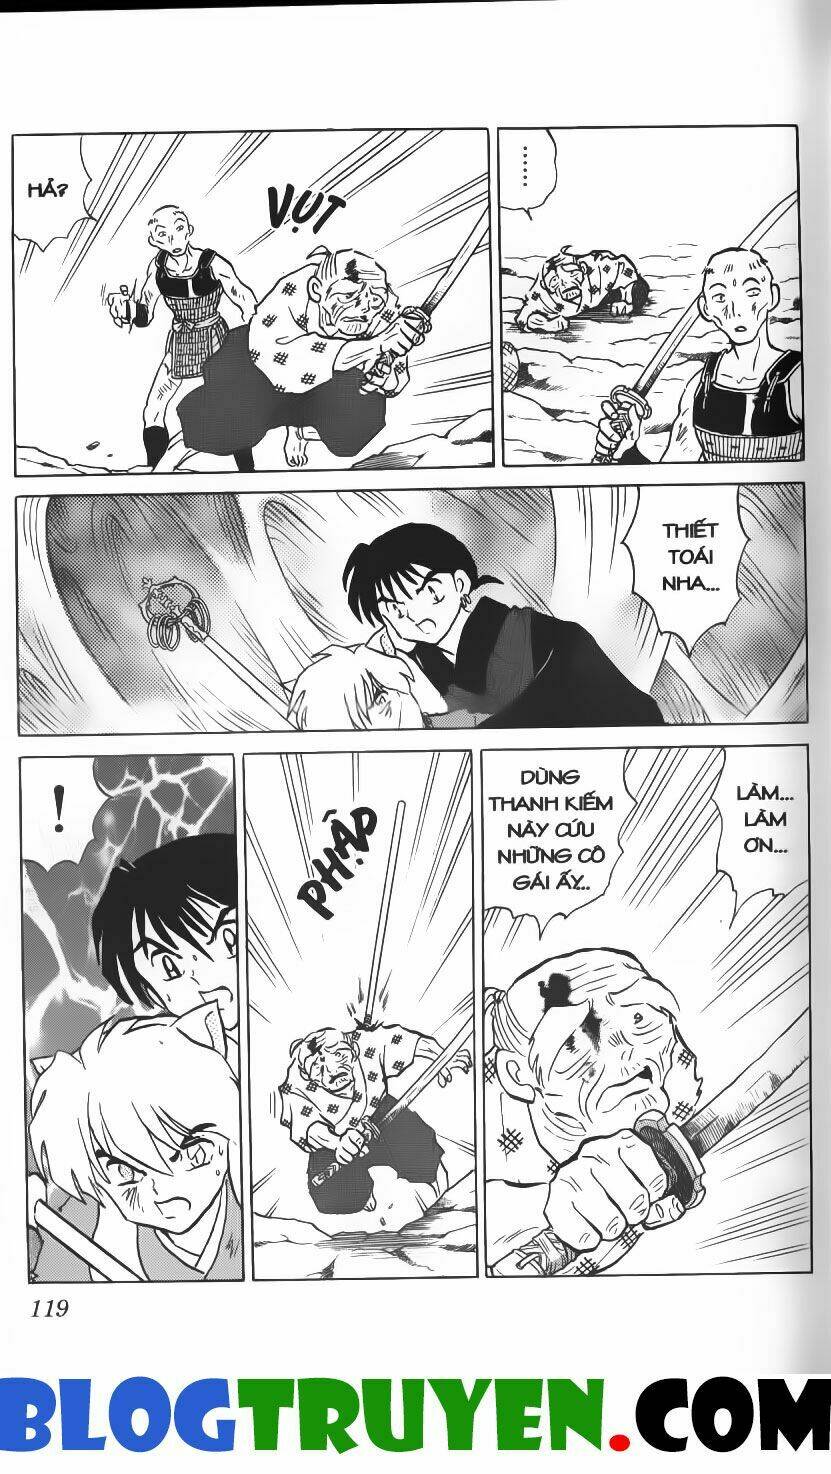 .......
HẢ?
VỤT
THIẾT
TOÁI
NHA...
LÀM...
LÀM
ƠN...
DÙNG
THANH KIẾM
NÀY CỨU
NHỮNG CÔ
GÁI ẤY...
PHẬP
!
119
BLOGTRUYEN.COM